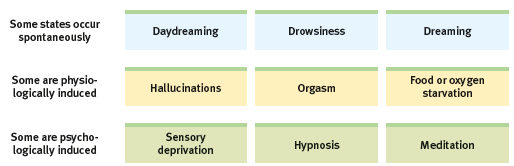 Some states occur
spontaneously
Daydreaming
Drowsiness
Dreaming
Some are physio-
logically induced
Hallucinations
Orgasm
Food or oxygen
starvation
Some are psycho-
logically induced
Sensory
deprivation
Hypnosis
Meditation